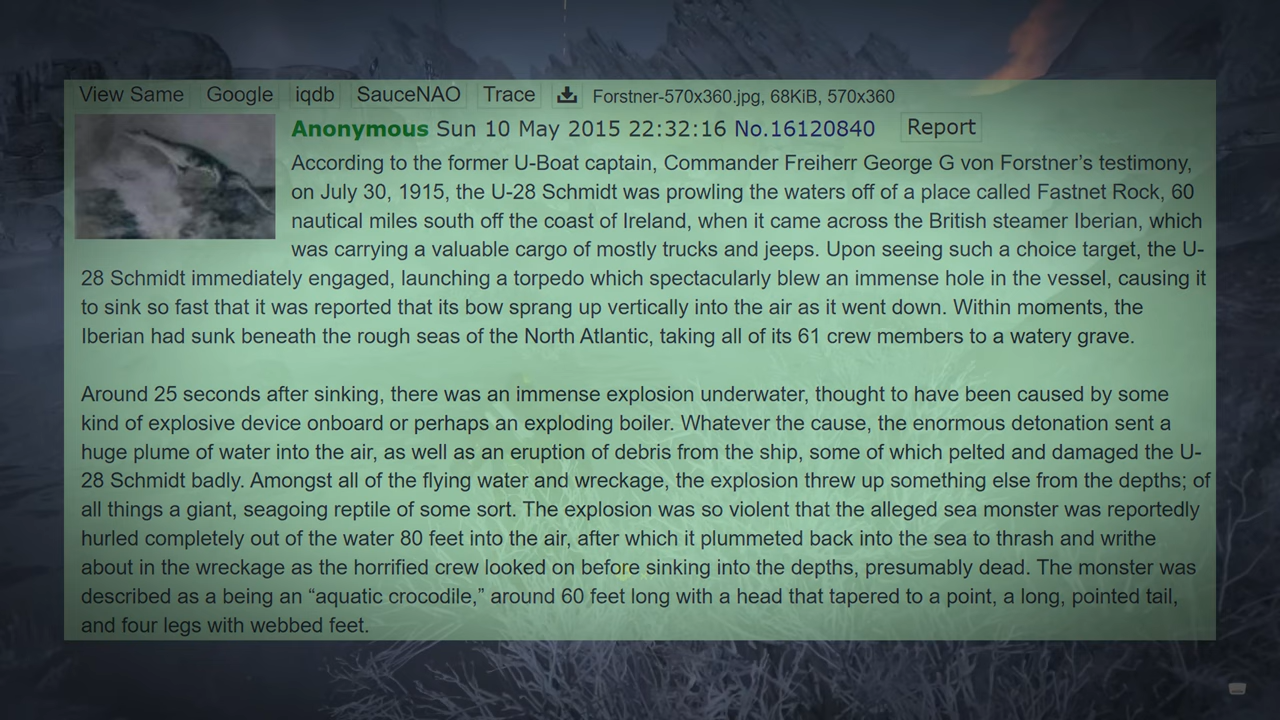 View Same Google iqdb SauceNAO Trace Forstner-570x360.jpg, 68KiB, 570x360
Anonymous Sun 10 May 2015 22:32:16 No.16120840 Report
According to the former U-Boat captain, Commander Freiherr George G von Forstner’s testimony,
on July 30, 1915, the U-28 Schmidt was prowling the waters off of a place called Fastnet Rock, 60
nautical miles south off the coast of Ireland, when it came across the British steamer Iberian, which
was carrying a valuable cargo of mostly trucks and jeeps. Upon seeing such a choice target, the U-
28 Schmidt immediately engaged, launching a torpedo which spectacularly blew an immense hole in the vessel, causing it
to sink so fast that it was reported that its bow sprang up vertically into the air as it went down. Within moments, the
Iberian had sunk beneath the rough seas of the North Atlantic, taking all of its 61 crew members to a watery grave.
Around 25 seconds after sinking, there was an immense explosion underwater, thought to have been caused by some
kind of explosive device onboard or perhaps an exploding boiler. Whatever the cause, the enormous detonation sent a
huge plume of water into the air, as well as an eruption of debris from the ship, some of which pelted and damaged the U-
28 Schmidt badly. Amongst all of the flying water and wreckage, the explosion threw up something else from the depths; of
all things a giant, seagoing reptile of some sort. The explosion was so violent that the alleged sea monster was reportedly
hurled completely out of the water 80 feet into the air, after which it plummeted back into the sea to thrash and writhe
about in the wreckage as the horrified crew looked on before sinking into the depths, presumably dead. The monster was
described as a being an “aquatic crocodile,” around 60 feet long with a head that tapered to a point, a long, pointed tail,
and four legs with webbed feet.